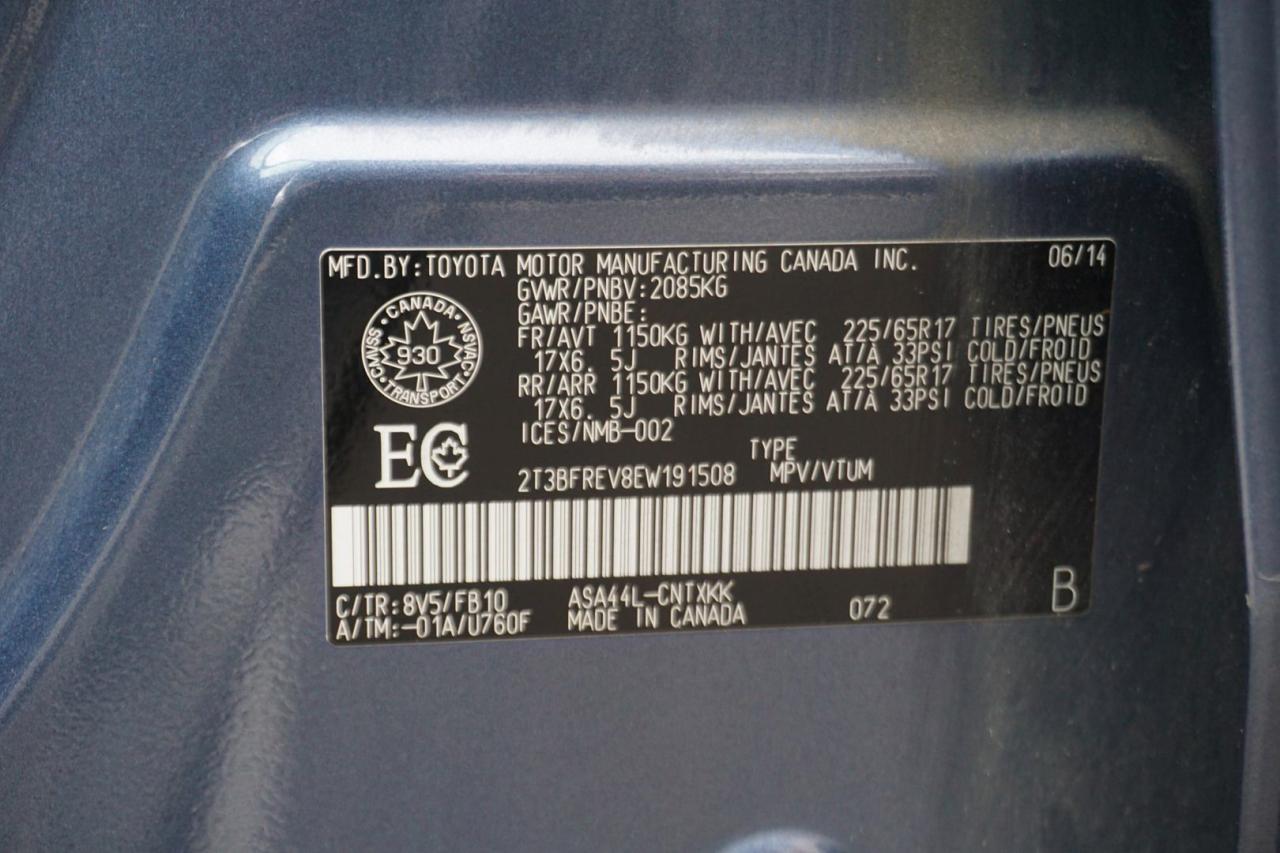 MFD.BY:TOYOTA MOTOR MANUFACTURING CANADA INC. 06/14
GVWR/PNBV:2085KG
GAWR/PNBE:
FR/AVT 1150KG WITH/AVEC 225/65R17 TIRES/PNEUS
17X6. 5J RIMS/JANTES AT/À 33PSI COLD/FROID
RR/ARR 1150KG WITH/AVEC 225/65R17 TIRES/PNEUS
17X6. 5J RIMS/JANTES AT/À 33PSI COLD/FROID
ICES/NMB-002
CANADA · NSVAC · TRANSPORT · CMVSS
930
EC
TYPE
2T3BFREV8EW191508 MPV/VTUM
C/TR:8V5/FB10 ASA44L-CNTXKK
A/TM:-01A/U760F MADE IN CANADA 072
B